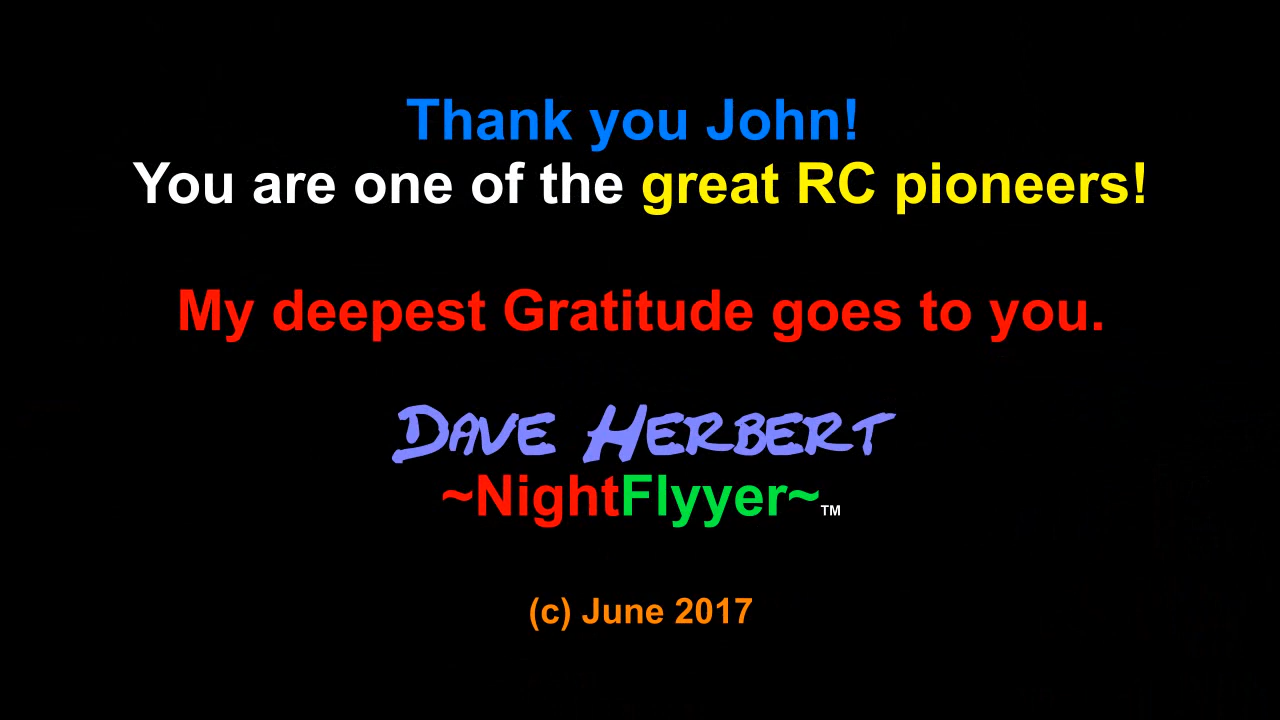 Thank you John!
You are one of the great RC pioneers!
My deepest Gratitude goes to you.
DAVE HERBERT
~NightFlyyer~™
(c) June 2017